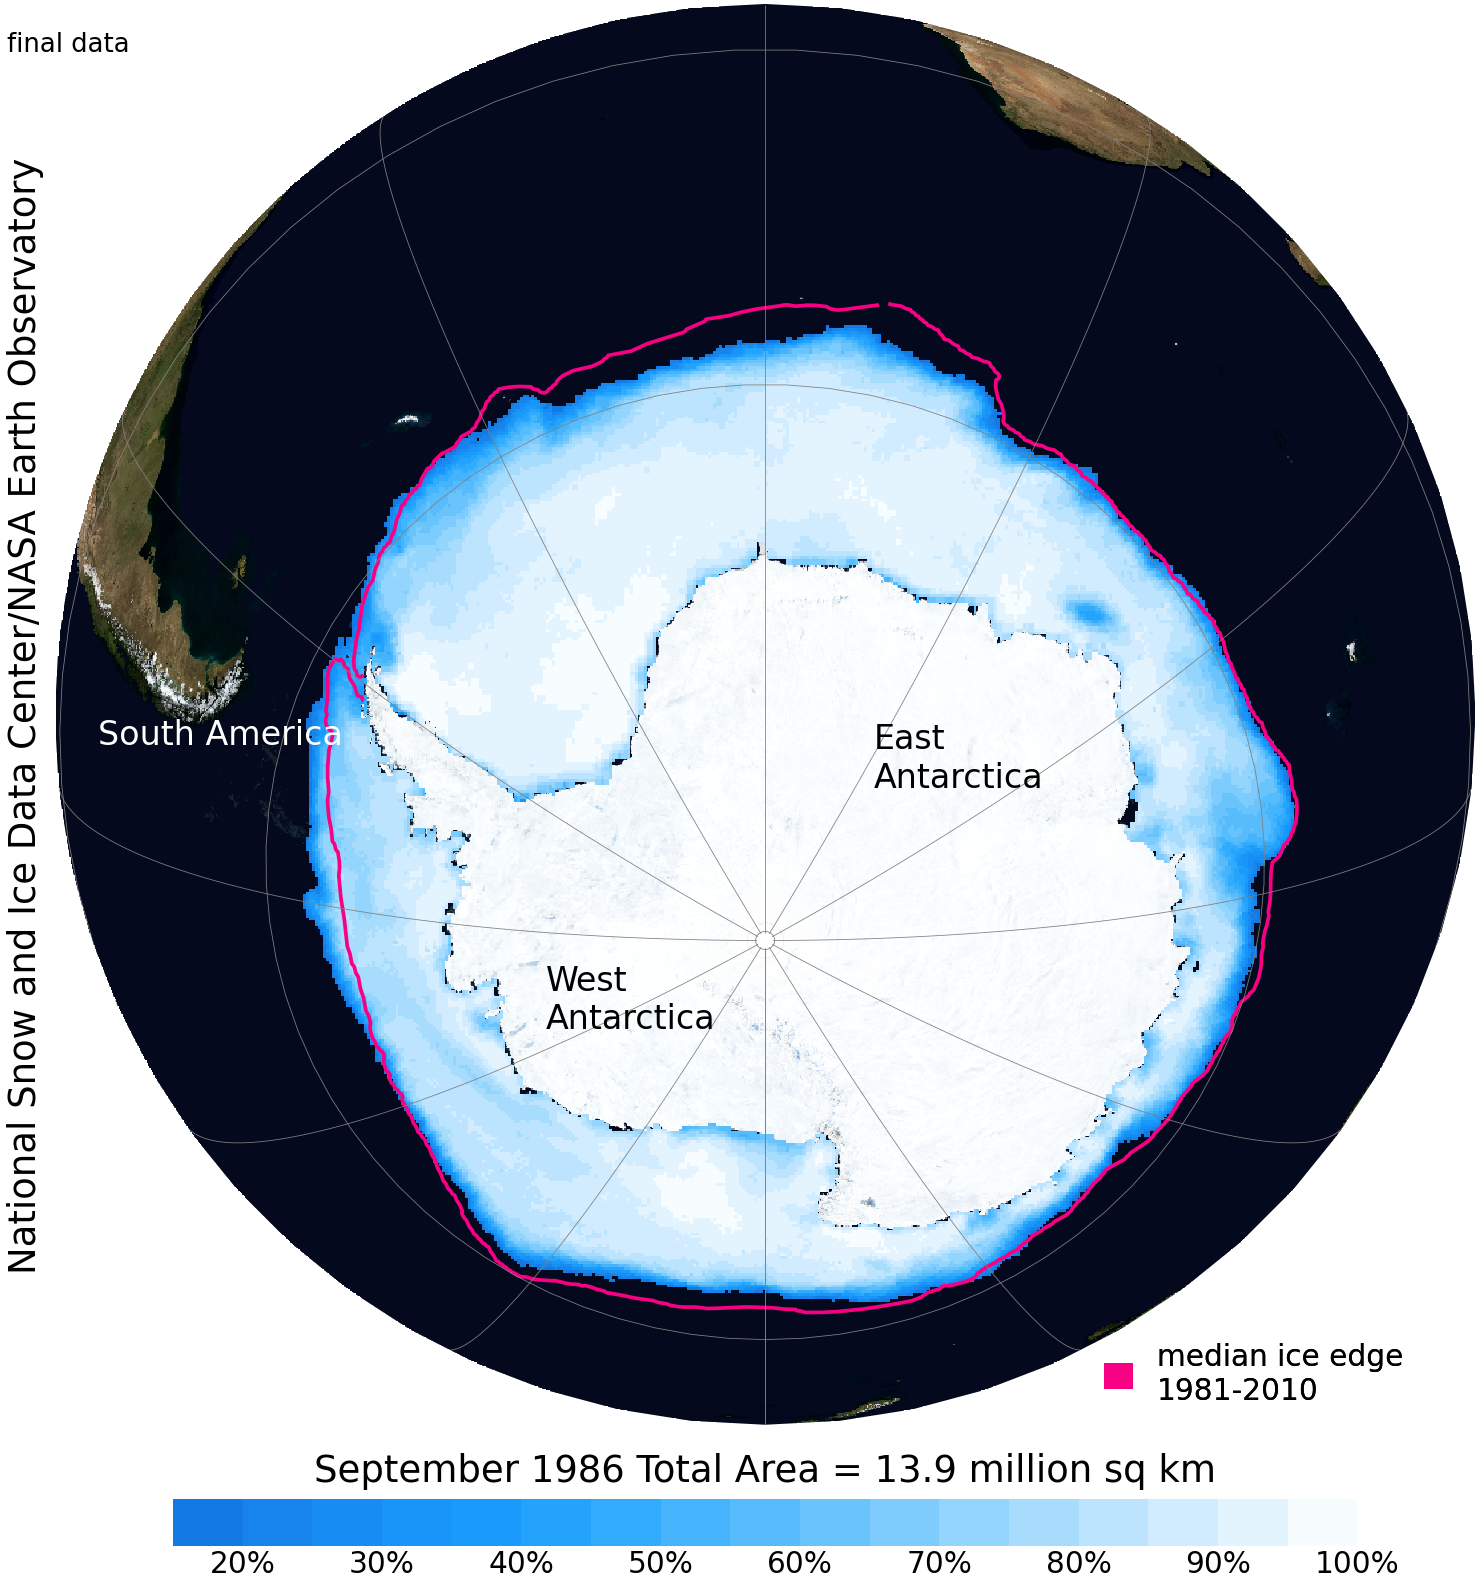 final data
National Snow and Ice Data Center/NASA Earth Observatory
South America
East
Antarctica
West
Antarctica
median ice edge
1981-2010
September 1986 Total Area = 13.9 million sq km
20% 30% 40% 50% 60% 70% 80% 90% 100%